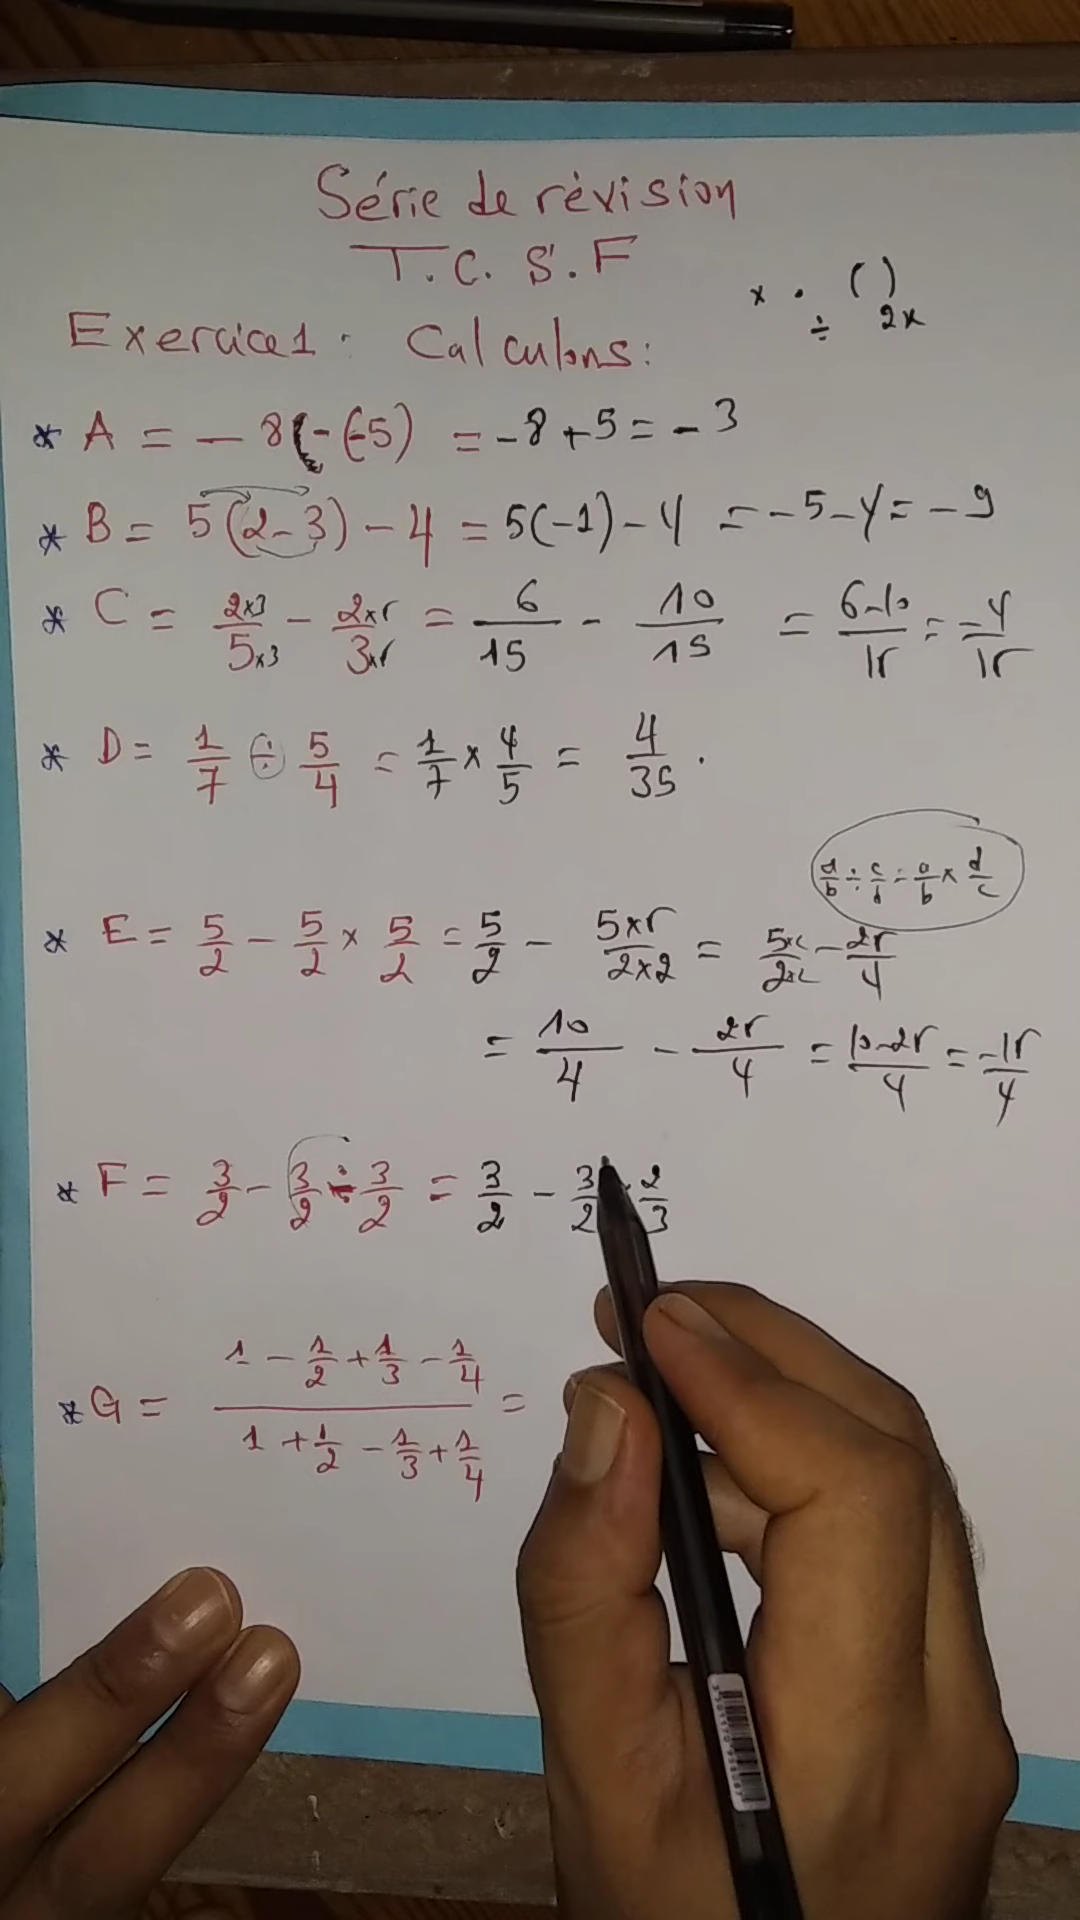 Série de révision
T.C.S.F
× · ( )
÷ 2x
Exercice1: Calculons:
* A = - 8 (- (-5) = -8+5 = -3
* B = 5(2-3) - 4 = 5(-1) - 4 = -5-4 = -9
* C = 2×3/5×3 - 2×5/3×5 = 6/15 - 10/15 = 6-10/15 = -4/15
* D = 1/7 ÷ 5/4 = 1/7 × 4/5 = 4/35 .
a/b ÷ c/d = a/b × d/c
* E = 5/2 - 5/2 × 5/2 = 5/2 - 5×5/2×2 = 5×2/2×2 - 25/4
= 10/4 - 25/4 = 10-25/4 = -15/4
* F = 3/2 - 3/2 ÷ 3/2 = 3/2 - 3/2 2/3
* G = 1 - 1/2 + 1/3 - 1/4 / 1 + 1/2 - 1/3 + 1/4 =